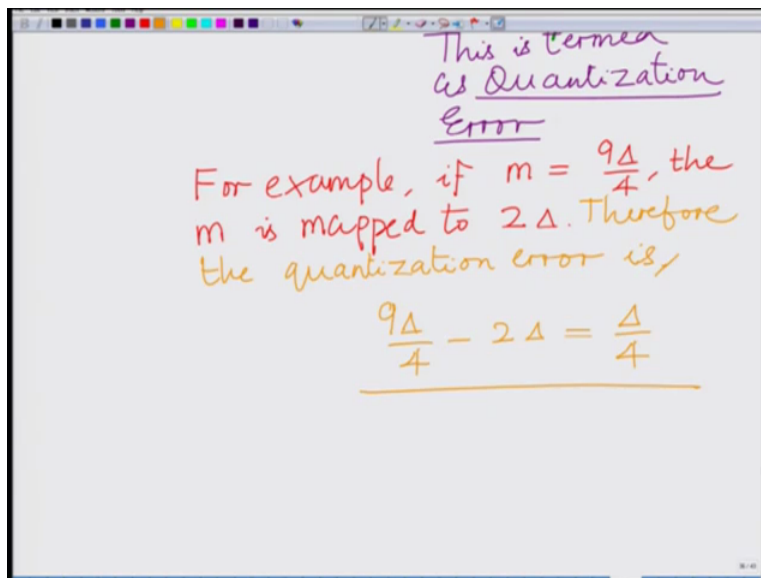 This is termed
as Quantization
Error
For example, if m = 9Δ/4, the
m is mapped to 2Δ. Therefore
the quantization error is,
9Δ/4 - 2Δ = Δ/4